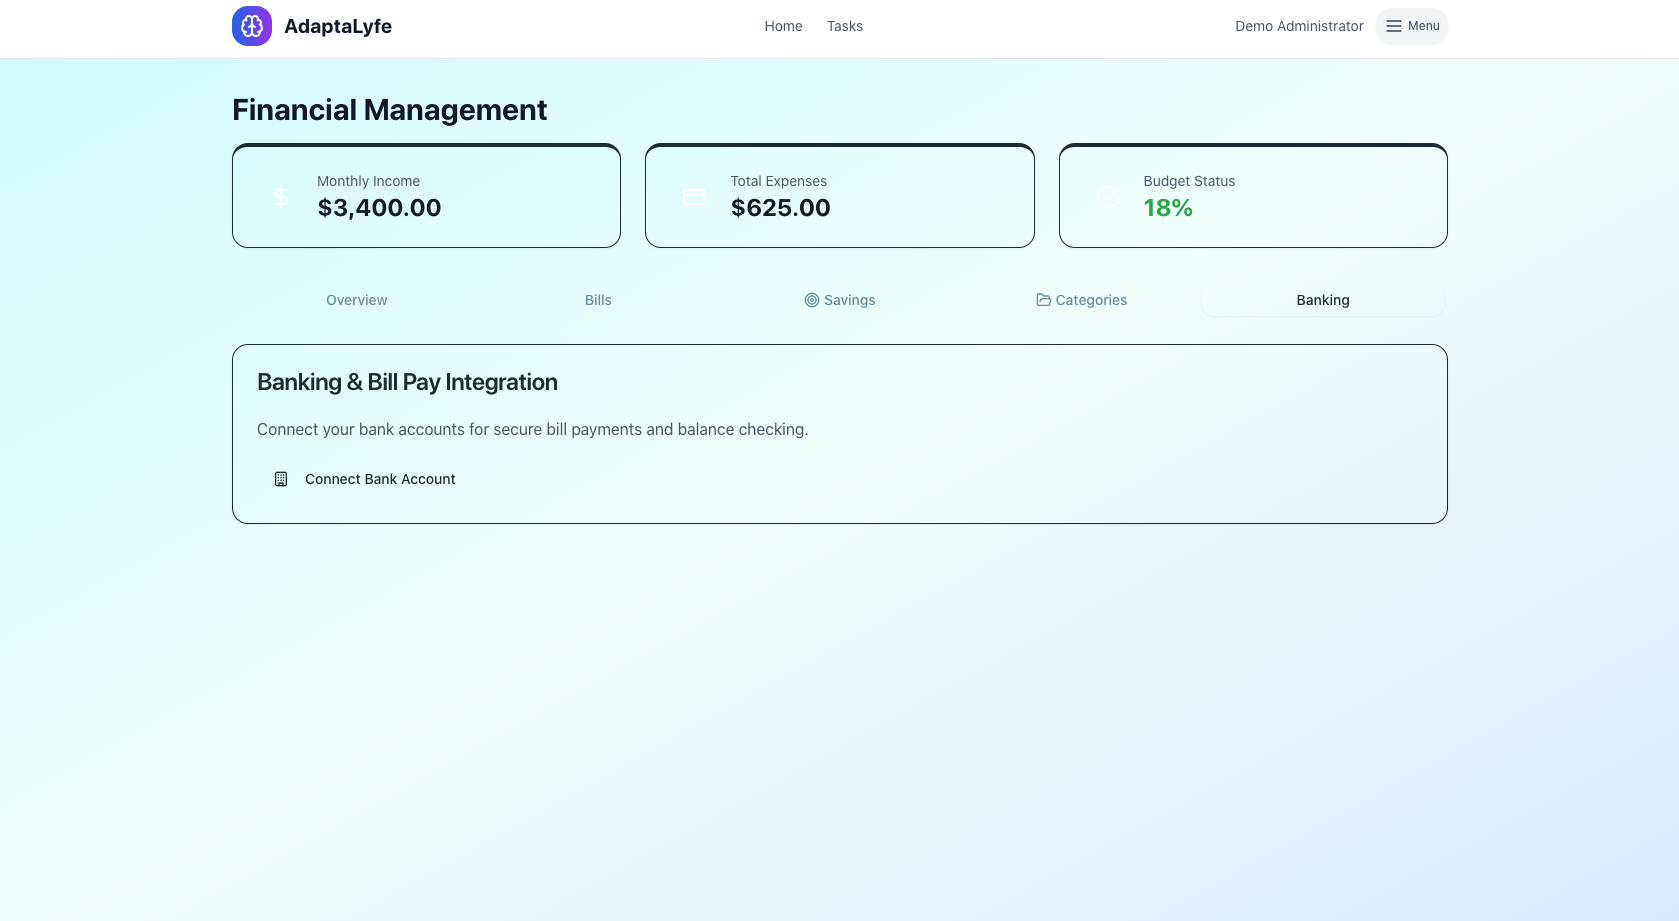 AdaptaLyfe
Home
Tasks
Demo Administrator
Menu
Financial Management
Monthly Income
$3,400.00
Total Expenses
$625.00
Budget Status
18%
Overview
Bills
Savings
Categories
Banking
Banking & Bill Pay Integration
Connect your bank accounts for secure bill payments and balance checking.
Connect Bank Account